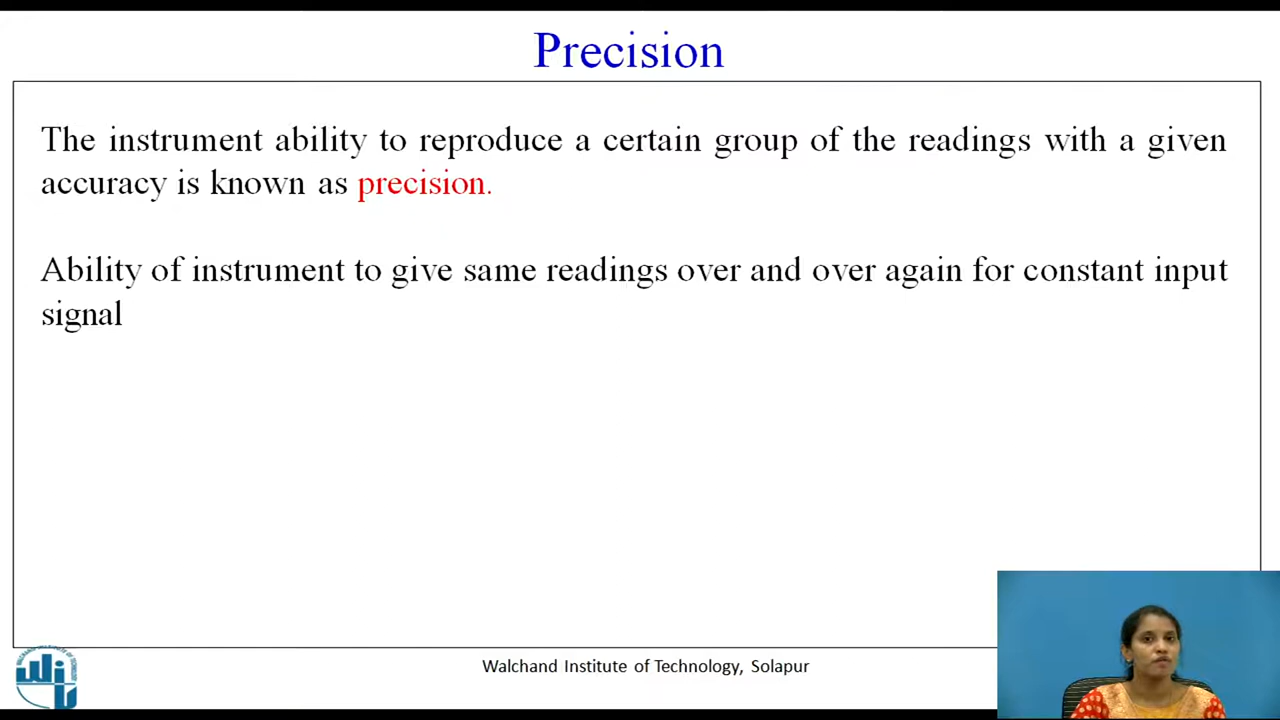 Precision
The instrument ability to reproduce a certain group of the readings with a given
accuracy is known as precision.
Ability of instrument to give same readings over and over again for constant input
signal
Walchand Institute of Technology, Solapur